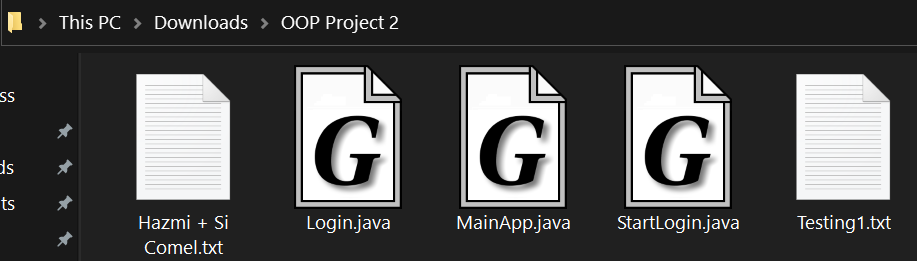 This PC > Downloads > OOP Project 2
ss
ds
ts
G
G
G
Hazmi + Si
Comel.txt
Login.java
MainApp.java
StartLogin.java
Testing1.txt